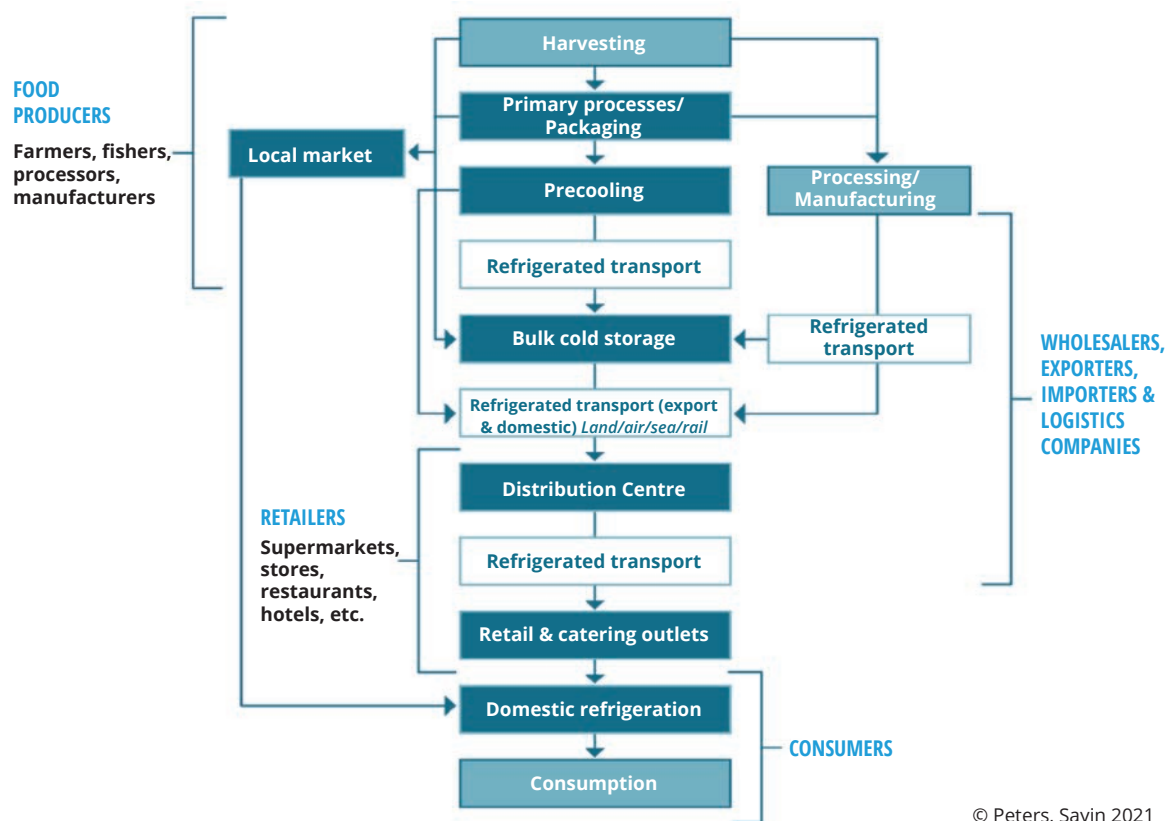 Harvesting
FOOD
PRODUCERS
Farmers, fishers,
processors,
manufacturers
Primary processes/
Packaging
Local market
Precooling
Processing/
Manufacturing
Refrigerated transport
Bulk cold storage
Refrigerated
transport
WHOLESALERS,
EXPORTERS,
IMPORTERS &
LOGISTICS
COMPANIES
Refrigerated transport (export
& domestic) Land/air/sea/rail
Distribution Centre
RETAILERS
Supermarkets,
stores,
restaurants,
hotels, etc.
Refrigerated transport
Retail & catering outlets
Domestic refrigeration
CONSUMERS
Consumption
© Peters, Sayin 2021